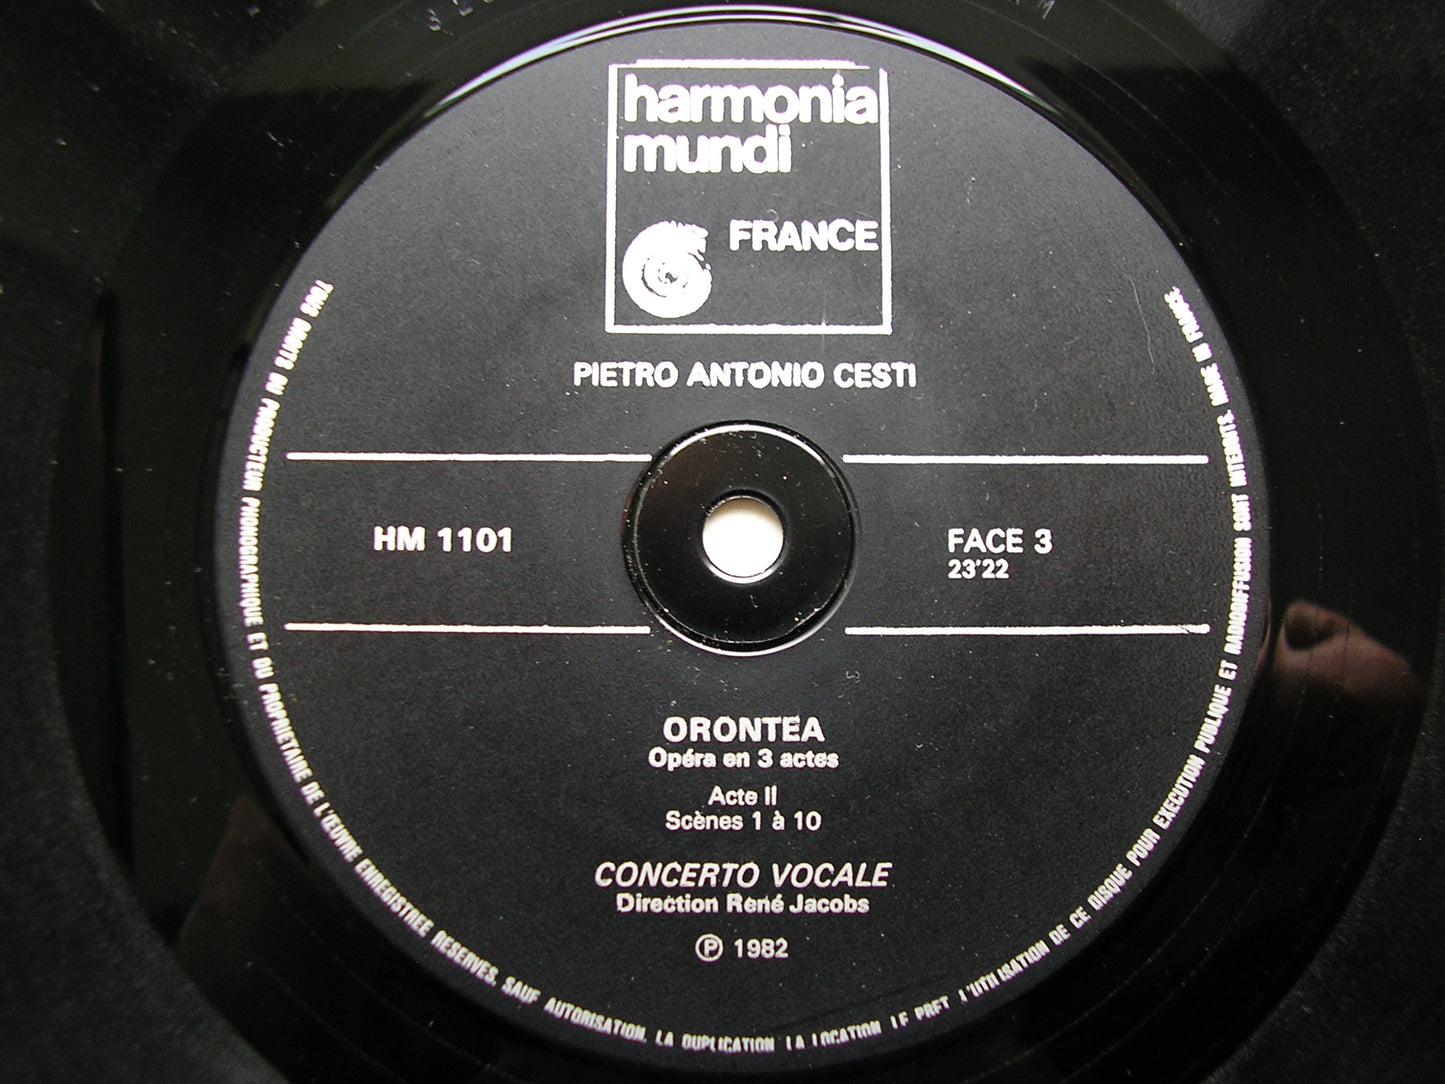 harmonia
mundi
FRANCE
PIETRO ANTONIO CESTI
HM 1101
FACE 3
23'22
ORONTEA
Opéra en 3 actes
Acte II
Scènes 1 à 10
CONCERTO VOCALE
Direction René Jacobs
℗ 1982
TOUS DROITS DU PRODUCTEUR PHONOGRAPHIQUE ET DU PROPRIETAIRE DE L'ŒUVRE ENREGISTREE RESERVES. SAUF AUTORISATION, LA DUPLICATION LA LOCATION LE PRET L'UTILISATION DE CE DISQUE POUR EXECUTION PUBLIQUE ET RADIODIFFUSION SONT INTERDITS. MADE IN FRANCE